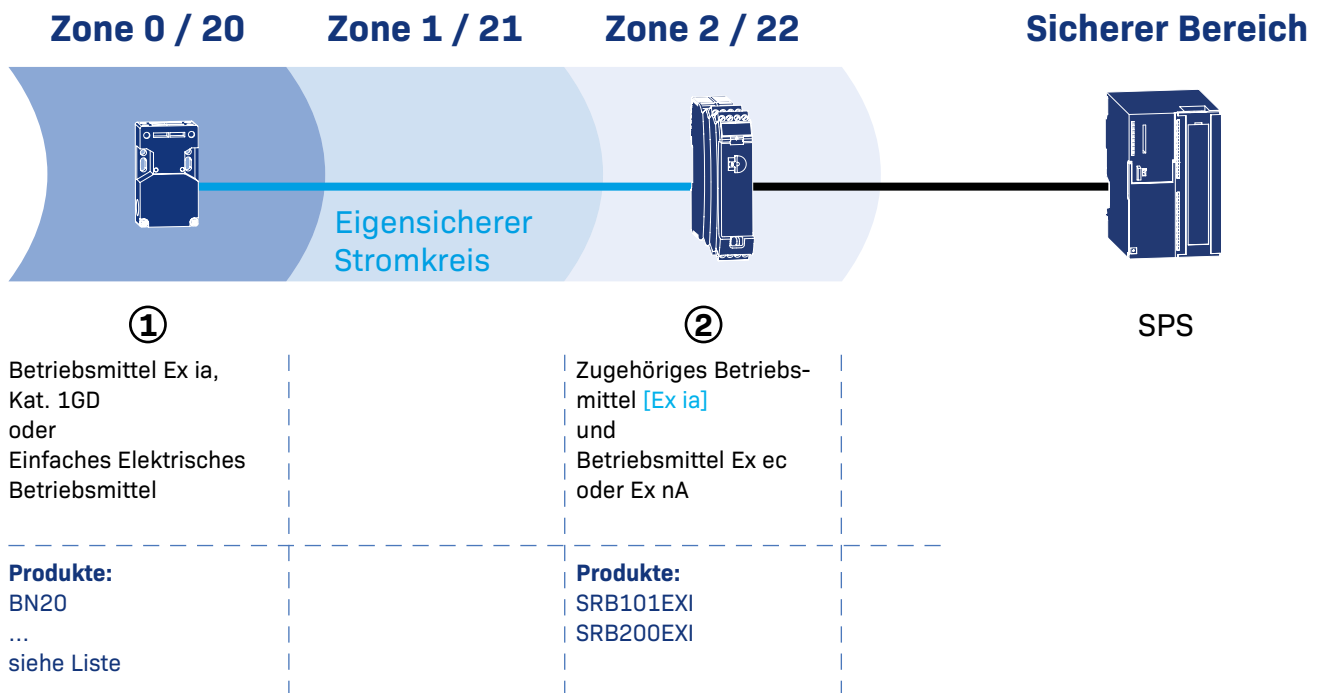 Zone 0 / 20
Zone 1 / 21
Zone 2 / 22
Sicherer Bereich
Eigensicherer
Stromkreis
①
②
SPS
Betriebsmittel Ex ia,
Kat. 1GD
oder
Einfaches Elektrisches
Betriebsmittel
Zugehöriges Betriebs-
mittel [Ex ia]
und
Betriebsmittel Ex ec
oder Ex nA
Produkte:
BN20
...
siehe Liste
Produkte:
SRB101EXI
SRB200EXI